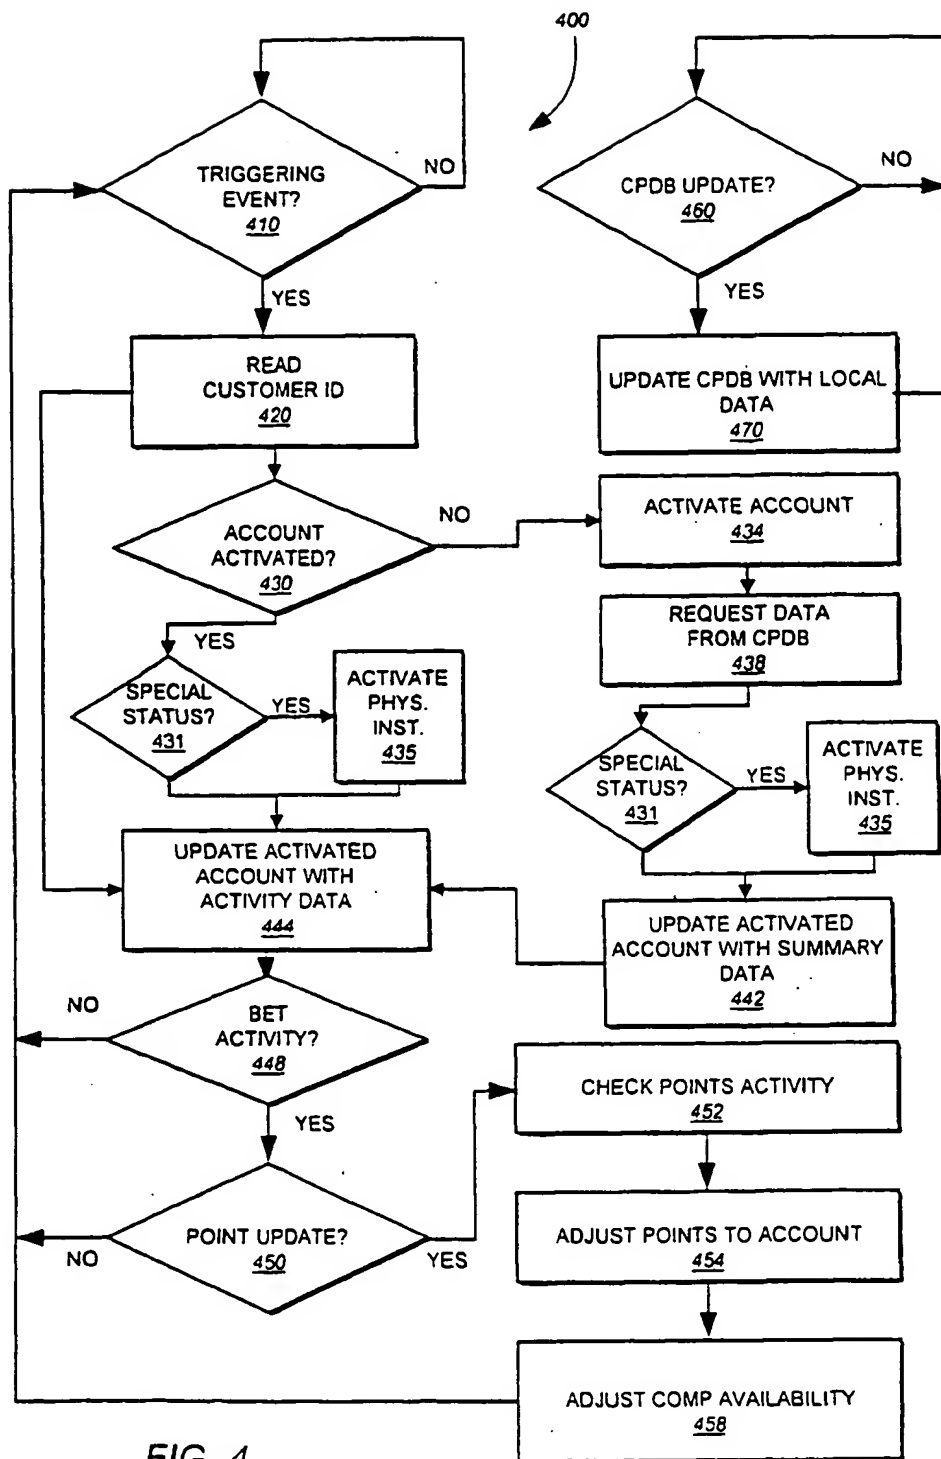 400
TRIGGERING
EVENT?
410
NO
YES
CPDB UPDATE?
460
NO
YES
READ
CUSTOMER ID
420
UPDATE CPDB WITH LOCAL
DATA
470
ACCOUNT
ACTIVATED?
430
NO
YES
ACTIVATE ACCOUNT
434
REQUEST DATA
FROM CPDB
438
SPECIAL
STATUS?
431
YES
ACTIVATE
PHYS.
INST.
435
SPECIAL
STATUS?
431
YES
ACTIVATE
PHYS.
INST.
435
UPDATE ACTIVATED
ACCOUNT WITH
ACTIVITY DATA
444
UPDATE ACTIVATED
ACCOUNT WITH SUMMARY
DATA
442
BET
ACTIVITY?
448
NO
YES
CHECK POINTS ACTIVITY
452
POINT UPDATE?
450
NO
YES
ADJUST POINTS TO ACCOUNT
454
ADJUST COMP AVAILABILITY
458
FIG. 4